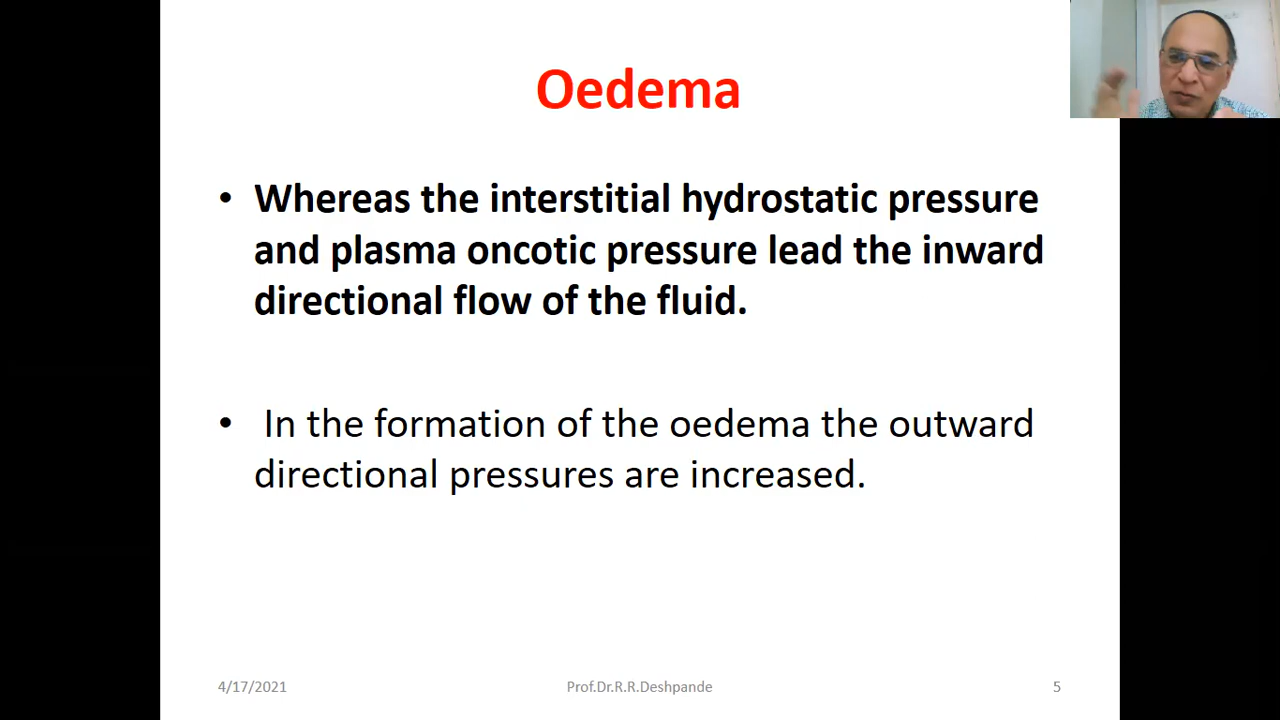 Oedema
• Whereas the interstitial hydrostatic pressure
and plasma oncotic pressure lead the inward
directional flow of the fluid.
• In the formation of the oedema the outward
directional pressures are increased.
4/17/2021
Prof.Dr.R.R.Deshpande
5